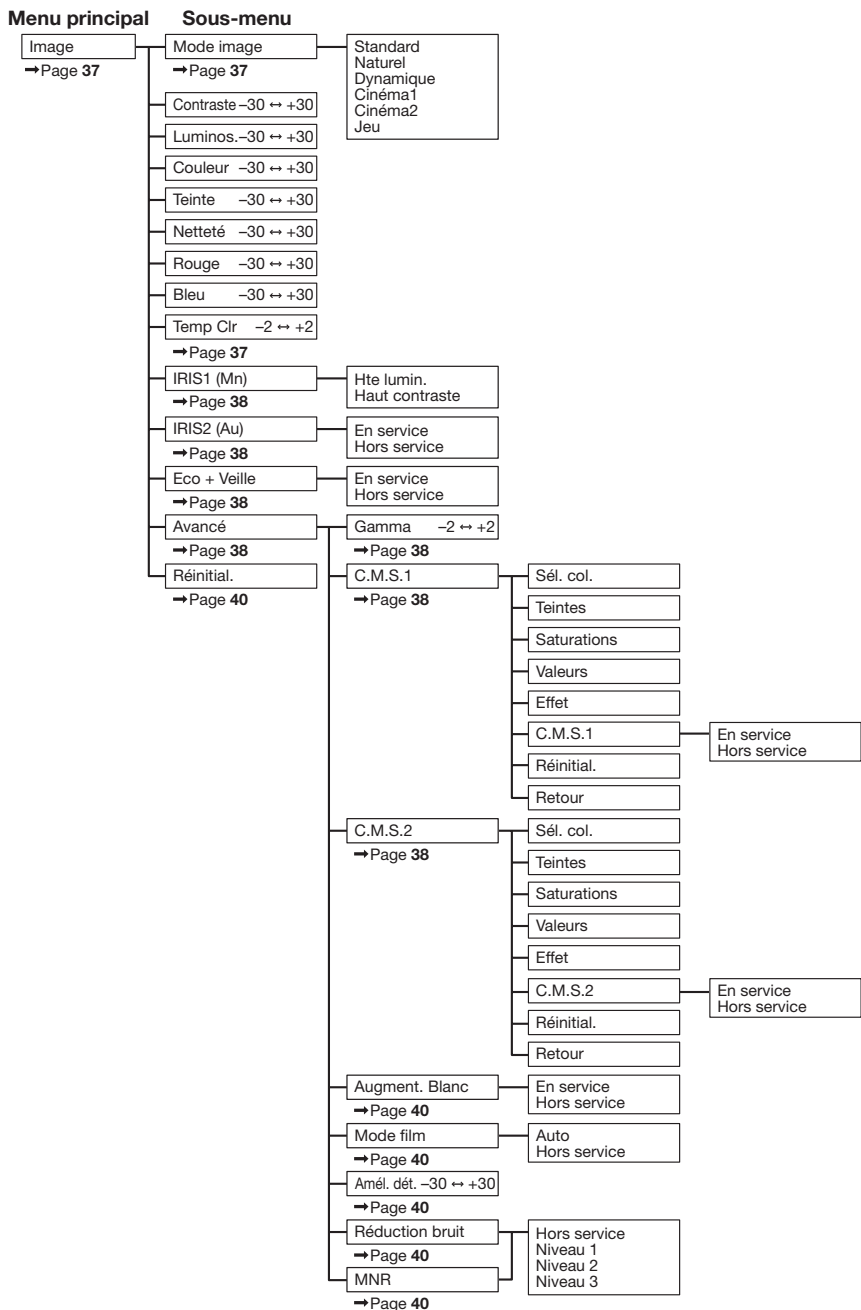 Menu principal Sous-menu
Image
➞Page 37
Mode image
➞Page 37
Standard
Naturel
Dynamique
Cinéma1
Cinéma2
Jeu
Contraste –30 ↔ +30
Luminos. –30 ↔ +30
Couleur –30 ↔ +30
Teinte –30 ↔ +30
Netteté –30 ↔ +30
Rouge –30 ↔ +30
Bleu –30 ↔ +30
Temp Clr –2 ↔ +2
➞Page 37
IRIS1 (Mn)
➞Page 38
Hte lumin.
Haut contraste
IRIS2 (Au)
➞Page 38
En service
Hors service
Eco + Veille
➞Page 38
En service
Hors service
Avancé
➞Page 38
Réinitial.
➞Page 40
Gamma –2 ↔ +2
➞Page 38
C.M.S.1
➞Page 38
Sél. col.
Teintes
Saturations
Valeurs
Effet
C.M.S.1
En service
Hors service
Réinitial.
Retour
C.M.S.2
➞Page 38
Sél. col.
Teintes
Saturations
Valeurs
Effet
C.M.S.2
En service
Hors service
Réinitial.
Retour
Augment. Blanc
➞Page 40
En service
Hors service
Mode film
➞Page 40
Auto
Hors service
Amél. dét. –30 ↔ +30
➞Page 40
Réduction bruit
➞Page 40
MNR
➞Page 40
Hors service
Niveau 1
Niveau 2
Niveau 3